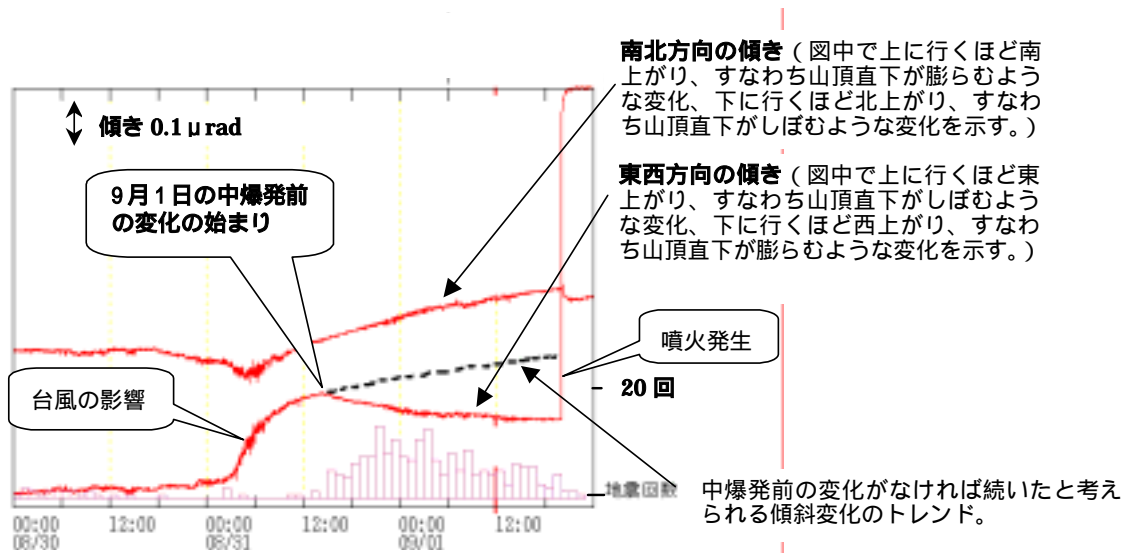 南北方向の傾き（図中で上に行くほど南
上がり、すなわち山頂直下が膨らむよう
な変化、下に行くほど北上がり、すなわ
ち山頂直下がしぼむような変化を示す。）
傾き 0.1μrad
東西方向の傾き（図中で上に行くほど東
上がり、すなわち山頂直下がしぼむよう
な変化、下に行くほど西上がり、すなわ
ち山頂直下が膨らむような変化を示す。）
9月1日の中爆発前
の変化の始まり
噴火発生
20 回
台風の影響
地震回数
中爆発前の変化がなければ続いたと考え
られる傾斜変化のトレンド。
00:00 12:00 00:00 12:00 00:00 12:00
08/30 08/31 09/01